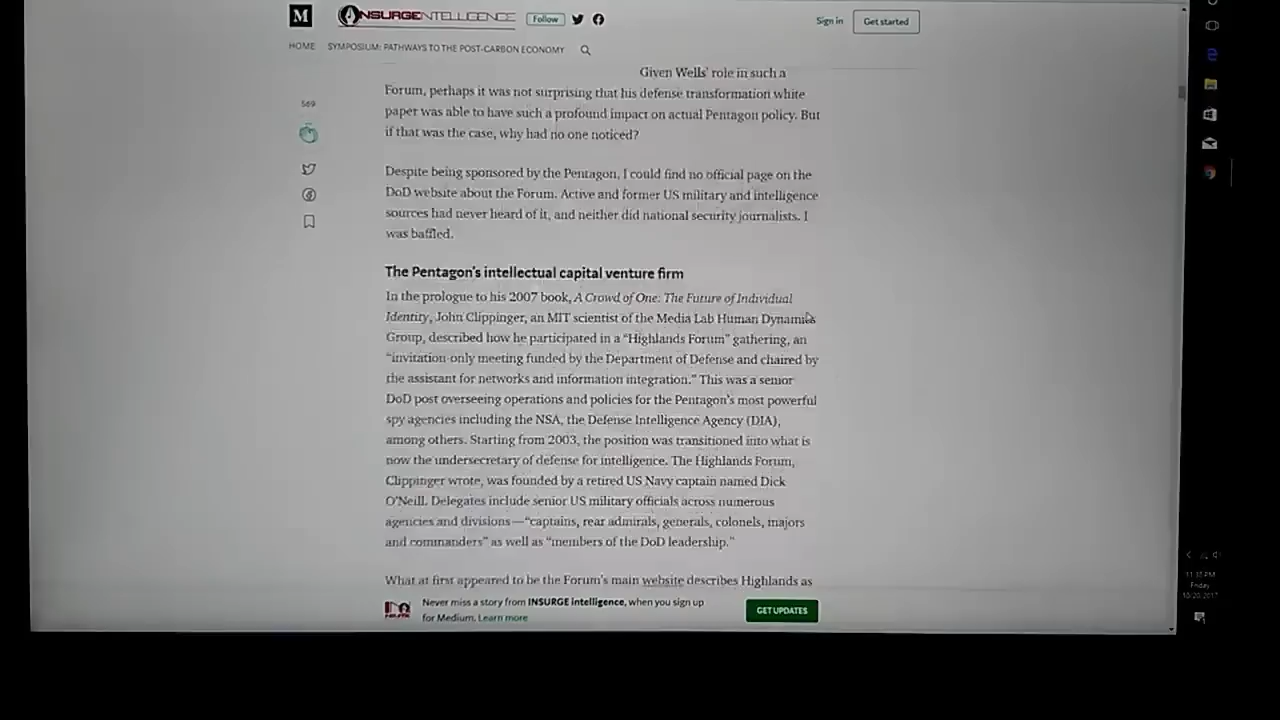 M
INSURGEINTELLIGENCE
Follow
Sign in
Get started
HOME
SYMPOSIUM: PATHWAYS TO THE POST-CARBON ECONOMY
Given Wells' role in such a
Forum, perhaps it was not surprising that his defense transformation white
paper was able to have such a profound impact on actual Pentagon policy. But
if that was the case, why had no one noticed?
569
Despite being sponsored by the Pentagon, I could find no official page on the
DoD website about the Forum. Active and former US military and intelligence
sources had never heard of it, and neither did national security journalists. I
was baffled.
The Pentagon's intellectual capital venture firm
In the prologue to his 2007 book, A Crowd of One: The Future of Individual
Identity, John Clippinger, an MIT scientist of the Media Lab Human Dynamics
Group, described how he participated in a “Highlands Forum” gathering, an
“invitation-only meeting funded by the Department of Defense and chaired by
the assistant for networks and information integration.” This was a senior
DoD post overseeing operations and policies for the Pentagon's most powerful
spy agencies including the NSA, the Defense Intelligence Agency (DIA),
among others. Starting from 2003, the position was transitioned into what is
now the undersecretary of defense for intelligence. The Highlands Forum,
Clippinger wrote, was founded by a retired US Navy captain named Dick
O'Neill. Delegates include senior US military officials across numerous
agencies and divisions—“captains, rear admirals, generals, colonels, majors
and commanders” as well as “members of the DoD leadership.”
What at first appeared to be the Forum's main website describes Highlands as
Never miss a story from INSURGE intelligence, when you sign up
for Medium. Learn more
GET UPDATES
PM
Friday
10/20/2017